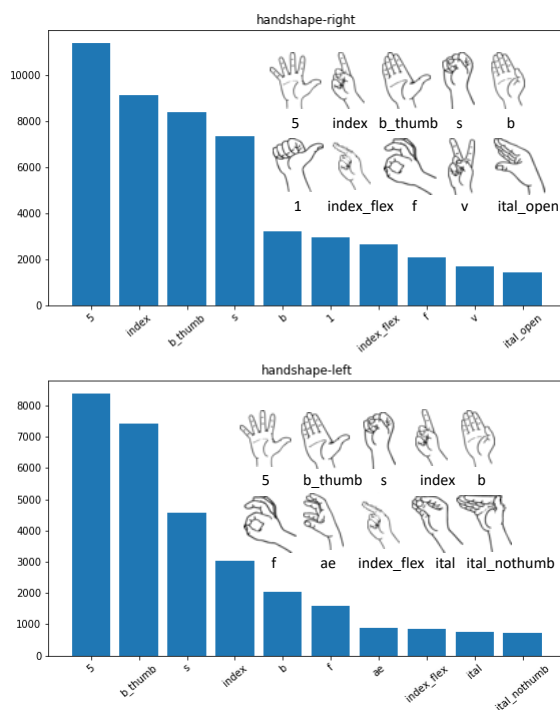 handshape-right
10000
8000
6000
4000
2000
0
5 index b_thumb s b
1 index_flex f v ital_open
5 index b_thumb s b 1 index_flex f v ital_open
handshape-left
8000
7000
6000
5000
4000
3000
2000
1000
0
5 b_thumb s index b
f ae index_flex ital ital_nothumb
5 b_thumb s index b f ae index_flex ital ital_nothumb